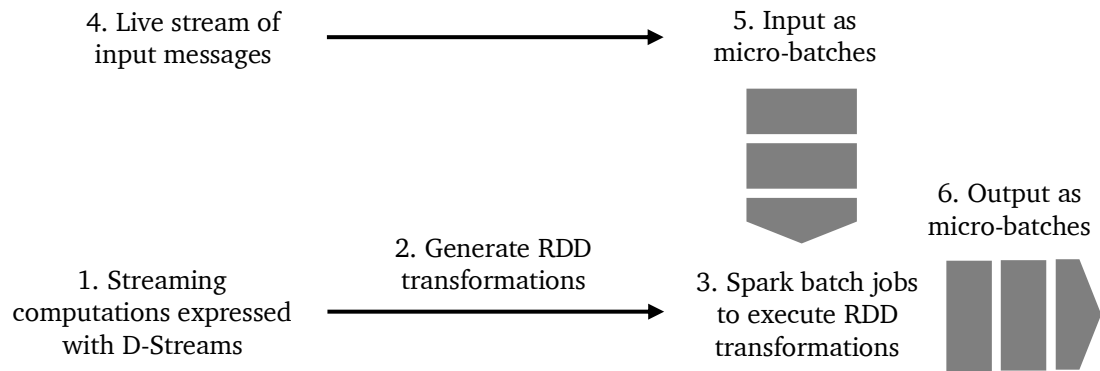 4. Live stream of
input messages
5. Input as
micro-batches
6. Output as
micro-batches
2. Generate RDD
transformations
1. Streaming
computations expressed
with D-Streams
3. Spark batch jobs
to execute RDD
transformations